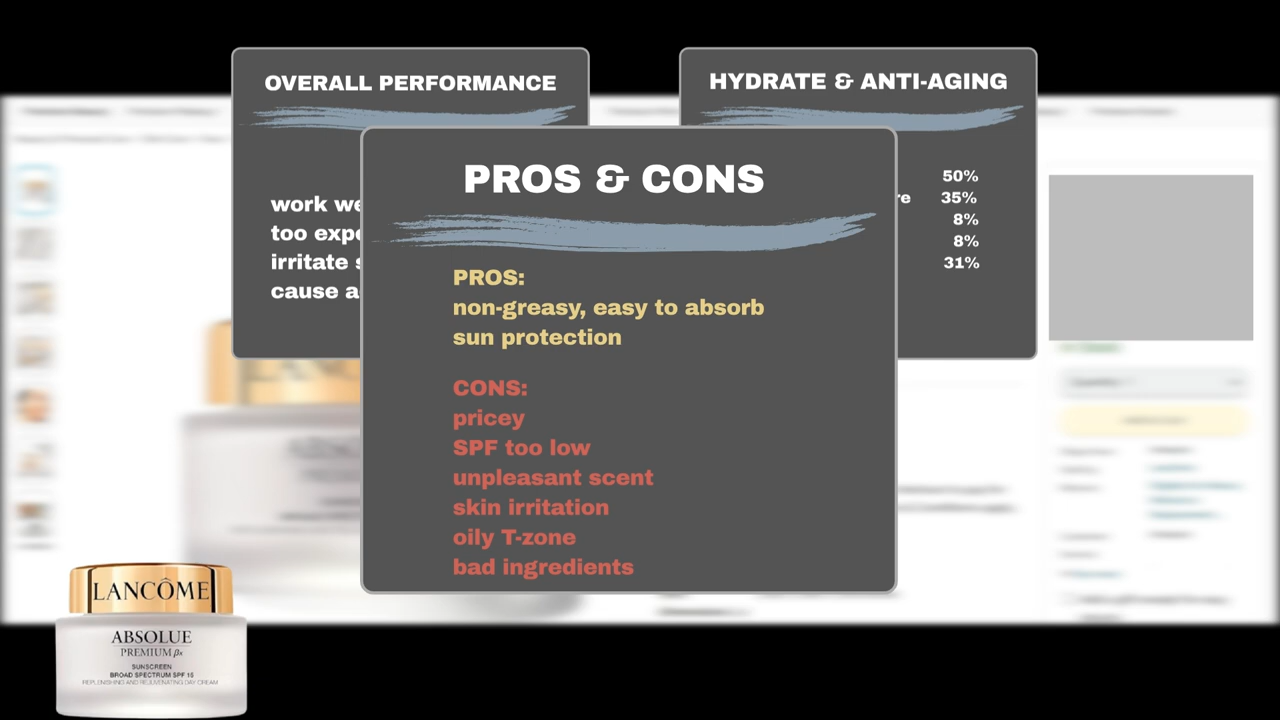 OVERALL PERFORMANCE
work we
too expe
irritate s
cause a
HYDRATE & ANTI-AGING
50%
re 35%
8%
8%
31%
PROS & CONS
PROS:
non-greasy, easy to absorb
sun protection
CONS:
pricey
SPF too low
unpleasant scent
skin irritation
oily T-zone
bad ingredients
LANCÔME
ABSOLUE
PREMIUM βx
SUNSCREEN
BROAD SPECTRUM SPF 15
REPLENISHING AND REJUVENATING DAY CREAM